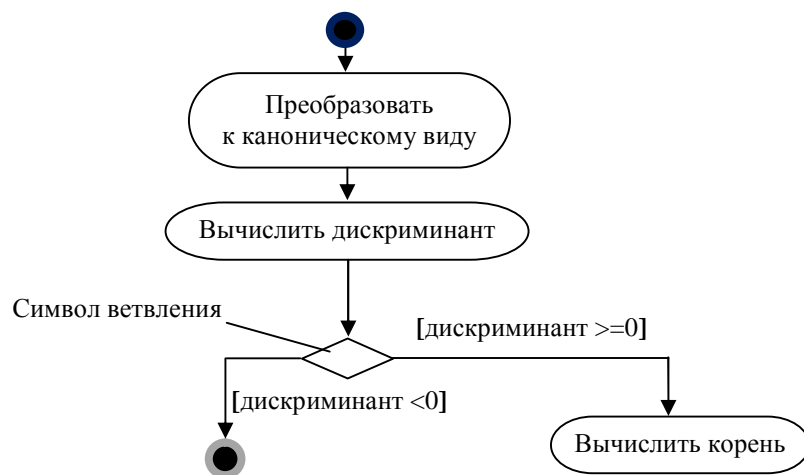 Преобразовать
к каноническому виду
Вычислить дискриминант
Символ ветвления
[дискриминант >=0]
[дискриминант <0]
Вычислить корень